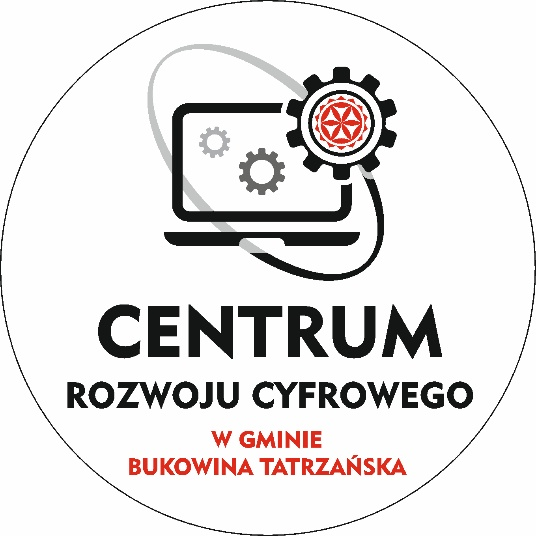 CENTRUM
ROZWOJU CYFROWEGO
W GMINIE
BUKOWINA TATRZAŃSKA